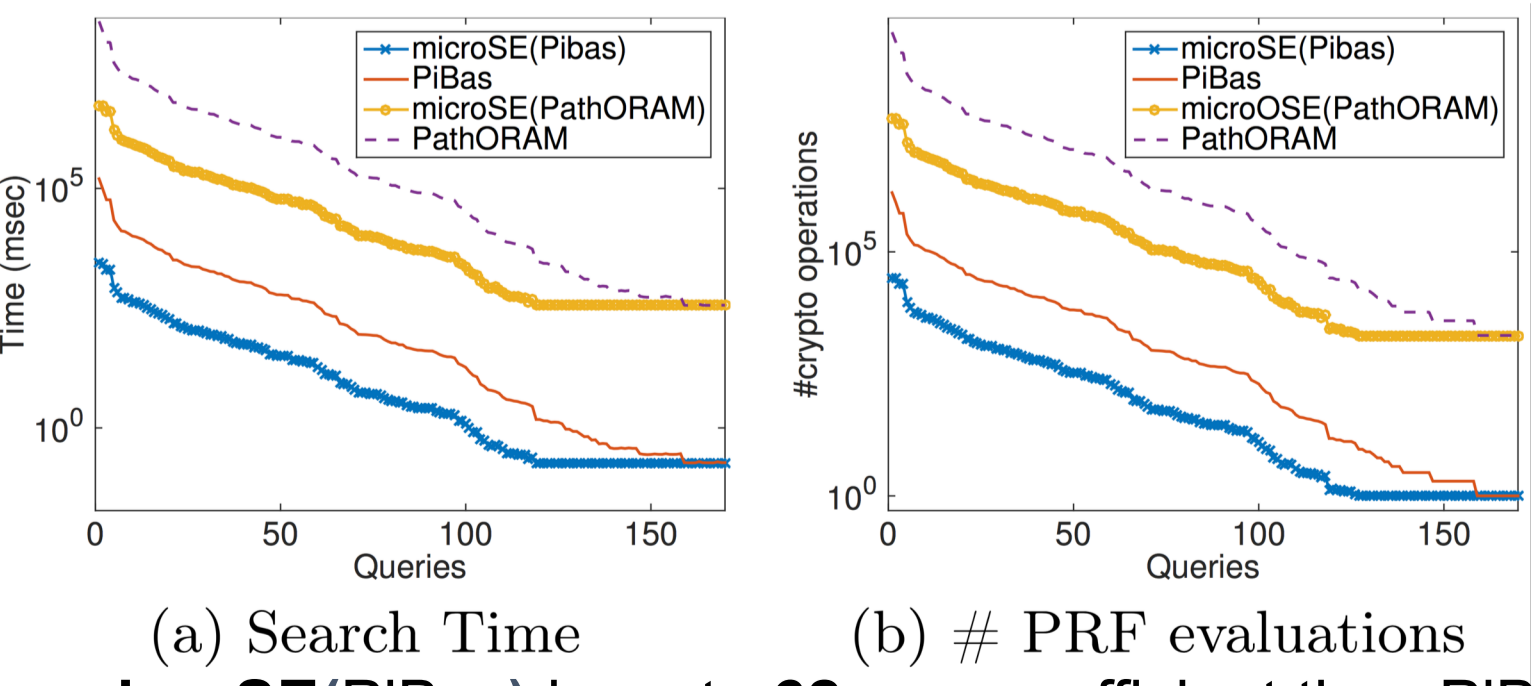 microSE(Pibas)
PiBas
microSE(PathORAM)
PathORAM
10^5
10^0
Time (msec)
0 50 100 150
Queries
(a) Search Time
microSE(Pibas)
PiBas
microOSE(PathORAM)
PathORAM
10^5
10^0
#crypto operations
0 50 100 150
Queries
(b) # PRF evaluations